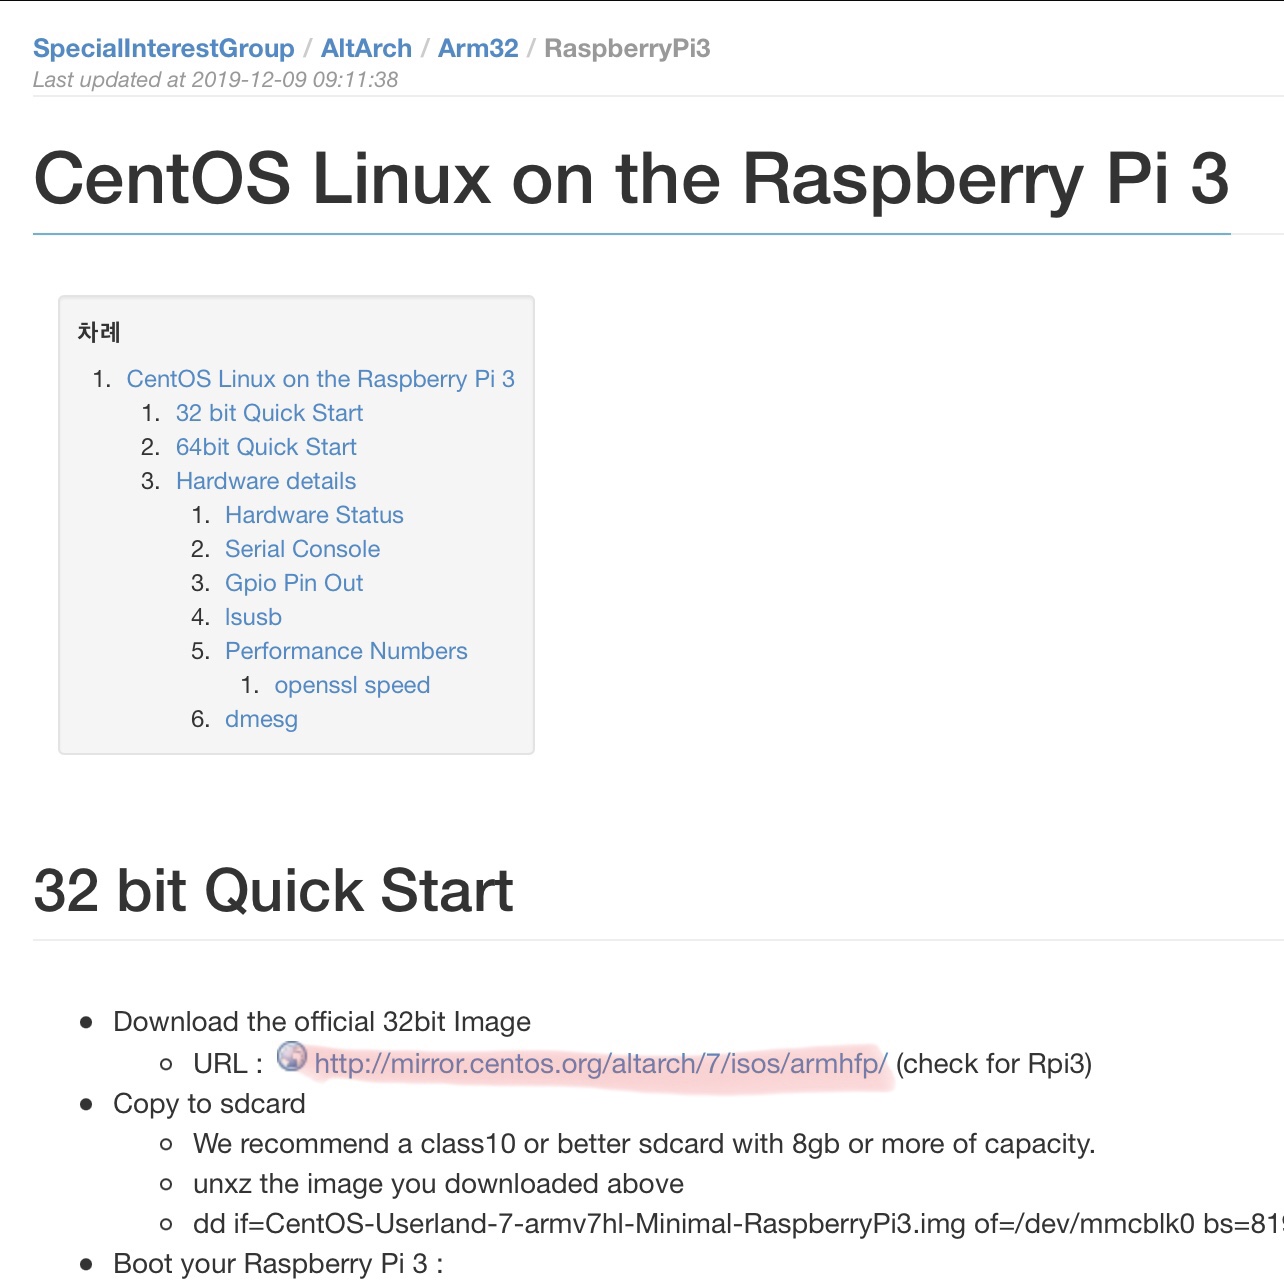 SpecialInterestGroup / AltArch / Arm32 / RaspberryPi3
Last updated at 2019-12-09 09:11:38
CentOS Linux on the Raspberry Pi 3
차례
1. CentOS Linux on the Raspberry Pi 3
1. 32 bit Quick Start
2. 64bit Quick Start
3. Hardware details
1. Hardware Status
2. Serial Console
3. Gpio Pin Out
4. lsusb
5. Performance Numbers
1. openssl speed
6. dmesg
32 bit Quick Start
• Download the official 32bit Image
◦ URL : http://mirror.centos.org/altarch/7/isos/armhfp/ (check for Rpi3)
• Copy to sdcard
◦ We recommend a class10 or better sdcard with 8gb or more of capacity.
◦ unxz the image you downloaded above
◦ dd if=CentOS-Userland-7-armv7hl-Minimal-RaspberryPi3.img of=/dev/mmcblk0 bs=819
• Boot your Raspberry Pi 3 :